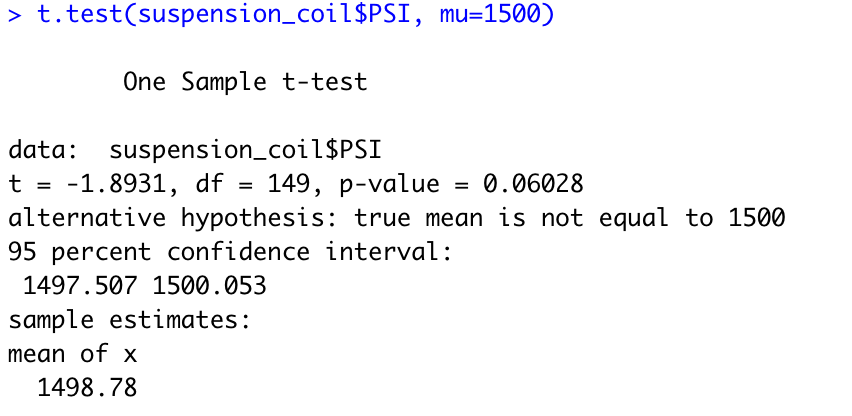 > t.test(suspension_coil$PSI, mu=1500)
One Sample t-test
data:  suspension_coil$PSI
t = -1.8931, df = 149, p-value = 0.06028
alternative hypothesis: true mean is not equal to 1500
95 percent confidence interval:
1497.507 1500.053
sample estimates:
mean of x
1498.78